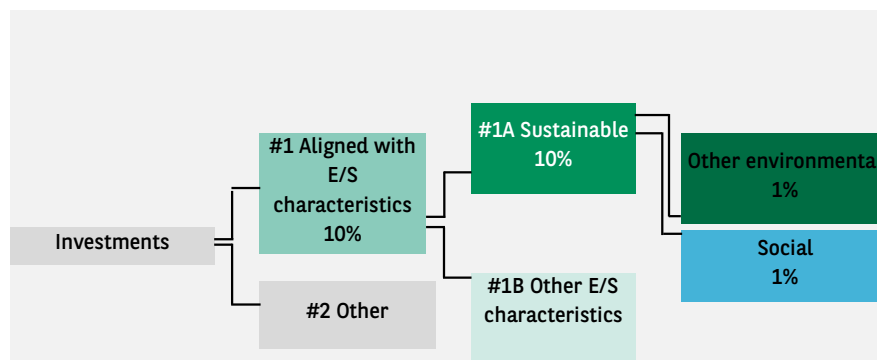 Investments
#1 Aligned with
E/S
characteristics
10%
#2 Other
#1A Sustainable
10%
#1B Other E/S
characteristics
Other environmenta
1%
Social
1%